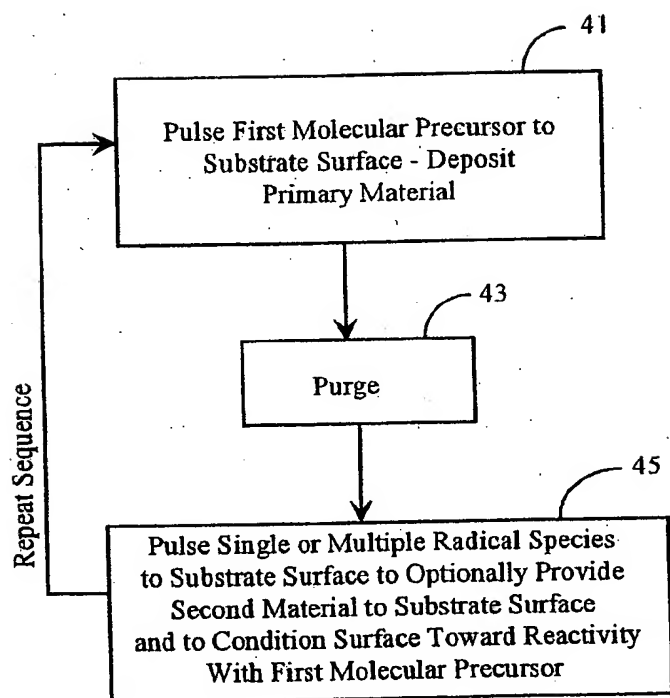 41
Pulse First Molecular Precursor to
Substrate Surface - Deposit
Primary Material
43
Purge
Repeat Sequence
45
Pulse Single or Multiple Radical Species
to Substrate Surface to Optionally Provide
Second Material to Substrate Surface
and to Condition Surface Toward Reactivity
With First Molecular Precursor